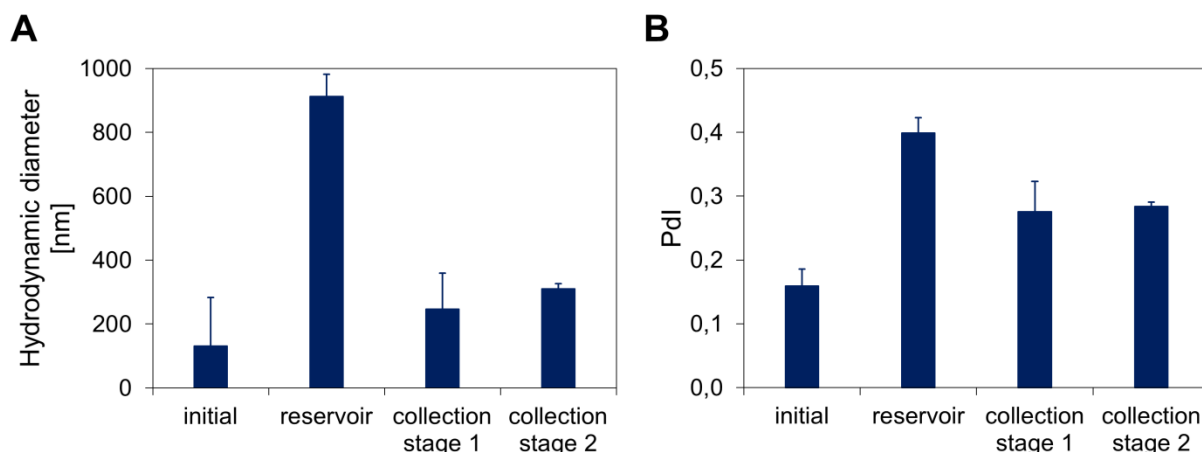 A
Hydrodynamic diameter
[nm]
1000
800
600
400
200
0
initial
reservoir
collection
stage 1
collection
stage 2
B
PdI
0,5
0,4
0,3
0,2
0,1
0,0
initial
reservoir
collection
stage 1
collection
stage 2